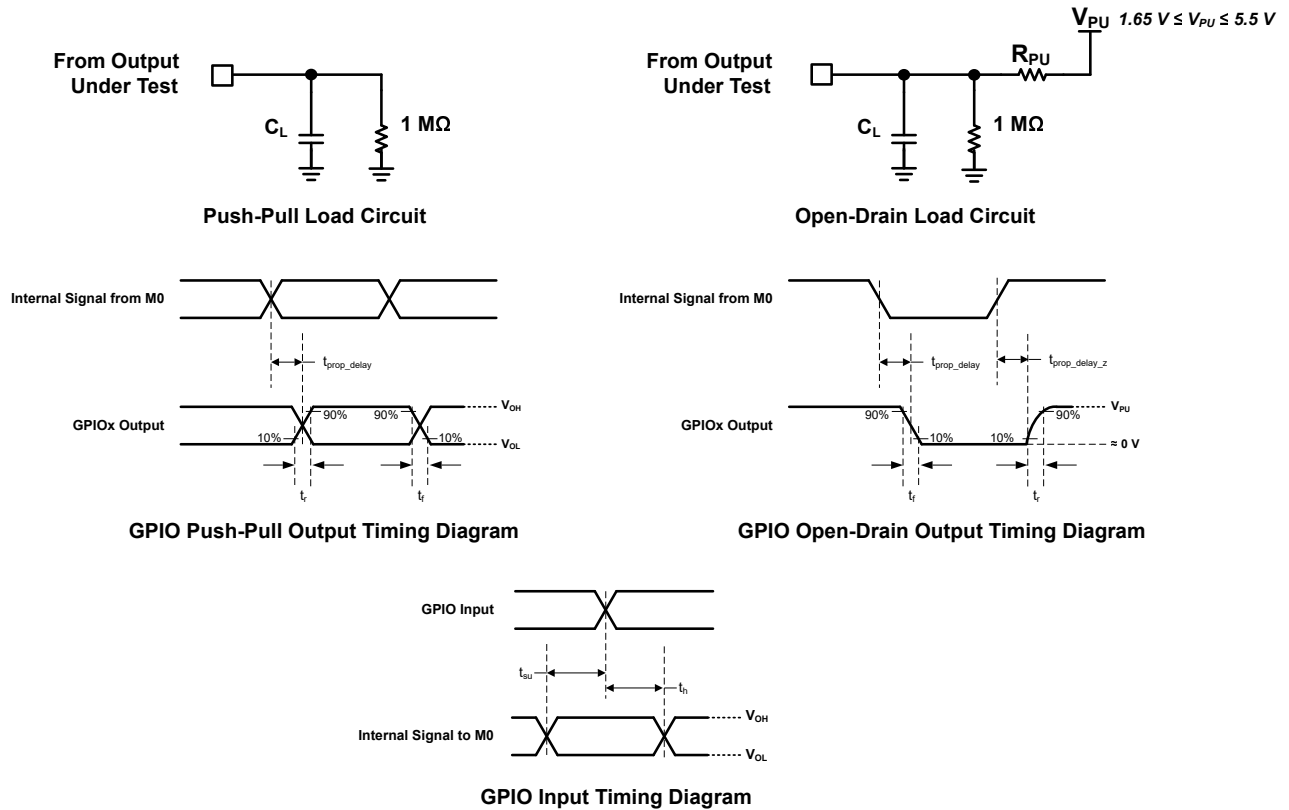 From Output
Under Test
C_L
1 MΩ
Push-Pull Load Circuit
V_PU 1.65 V ≤ V_PU ≤ 5.5 V
R_PU
From Output
Under Test
C_L
1 MΩ
Open-Drain Load Circuit
Internal Signal from M0
t_prop_delay
GPIOx Output
10%
90%
90%
10%
V_OH
V_OL
t_r
t_f
GPIO Push-Pull Output Timing Diagram
Internal Signal from M0
t_prop_delay
t_prop_delay_z
GPIOx Output
90%
10%
10%
90%
V_PU
≈ 0 V
t_f
t_r
GPIO Open-Drain Output Timing Diagram
GPIO Input
t_su
t_h
Internal Signal to M0
V_OH
V_OL
GPIO Input Timing Diagram